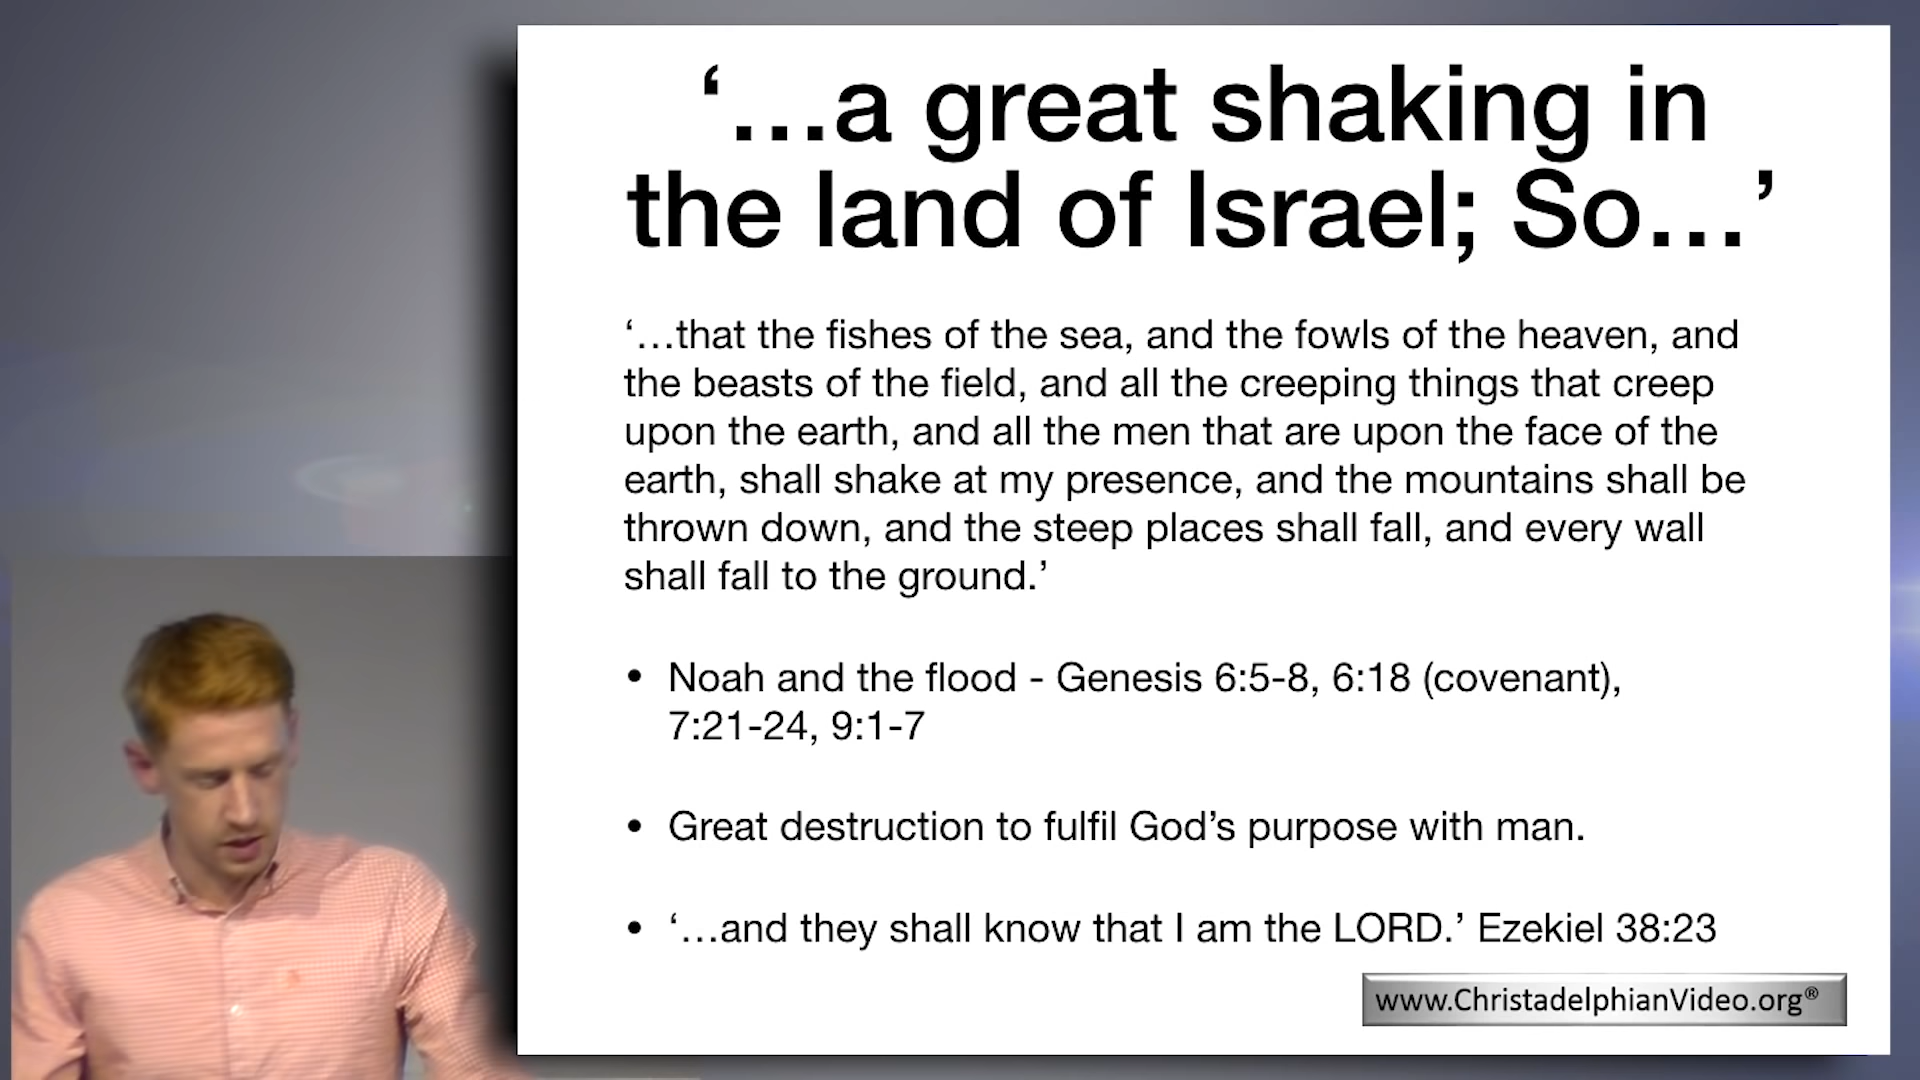 ‘…a great shaking in
the land of Israel; So…’
‘…that the fishes of the sea, and the fowls of the heaven, and
the beasts of the field, and all the creeping things that creep
upon the earth, and all the men that are upon the face of the
earth, shall shake at my presence, and the mountains shall be
thrown down, and the steep places shall fall, and every wall
shall fall to the ground.’
• Noah and the flood - Genesis 6:5-8, 6:18 (covenant),
7:21-24, 9:1-7
• Great destruction to fulfil God’s purpose with man.
• ‘…and they shall know that I am the LORD.’ Ezekiel 38:23
www.ChristadelphianVideo.org®